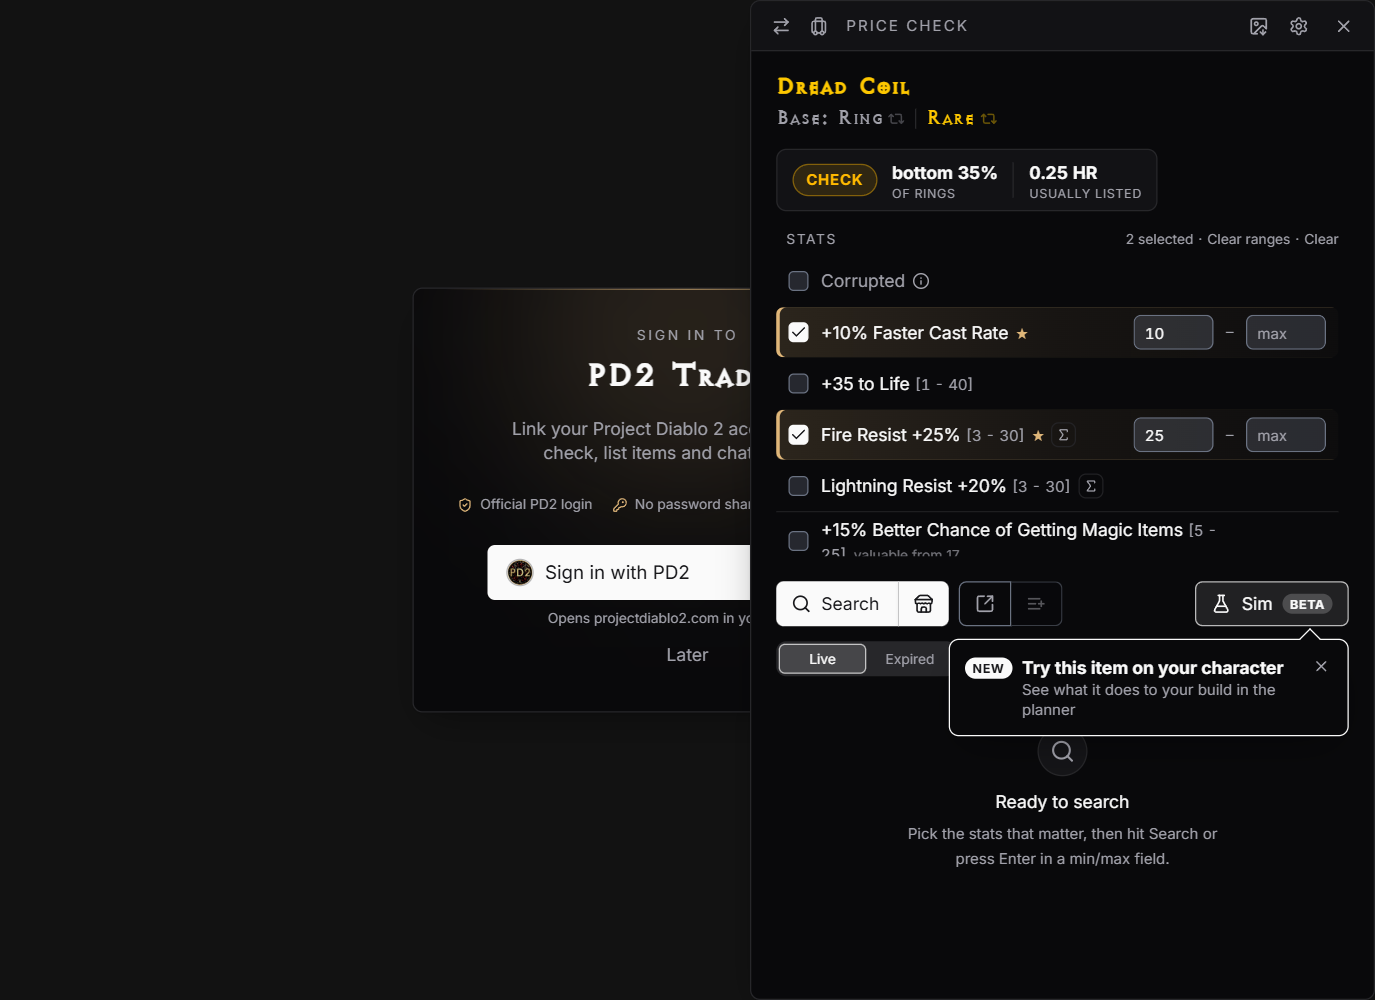 PRICE CHECK
Dread Coil
Base: Ring
Rare
CHECK
bottom 35%
OF RINGS
0.25 HR
USUALLY LISTED
STATS
2 selected · Clear ranges · Clear
Corrupted
+10% Faster Cast Rate ★
10 – max
+35 to Life [1 - 40]
Fire Resist +25% [3 - 30] ★ Σ
25 – max
Lightning Resist +20% [3 - 30] Σ
+15% Better Chance of Getting Magic Items [5 -
25] valuable from 17
Search
Sim BETA
Live
Expired
NEW Try this item on your character
See what it does to your build in the
planner
Ready to search
Pick the stats that matter, then hit Search or
press Enter in a min/max field.
SIGN IN TO
PD2 Trad
Link your Project Diablo 2 acc
check, list items and chat
Official PD2 login
No password shar
PD2 Sign in with PD2
Opens projectdiablo2.com in yo
Later